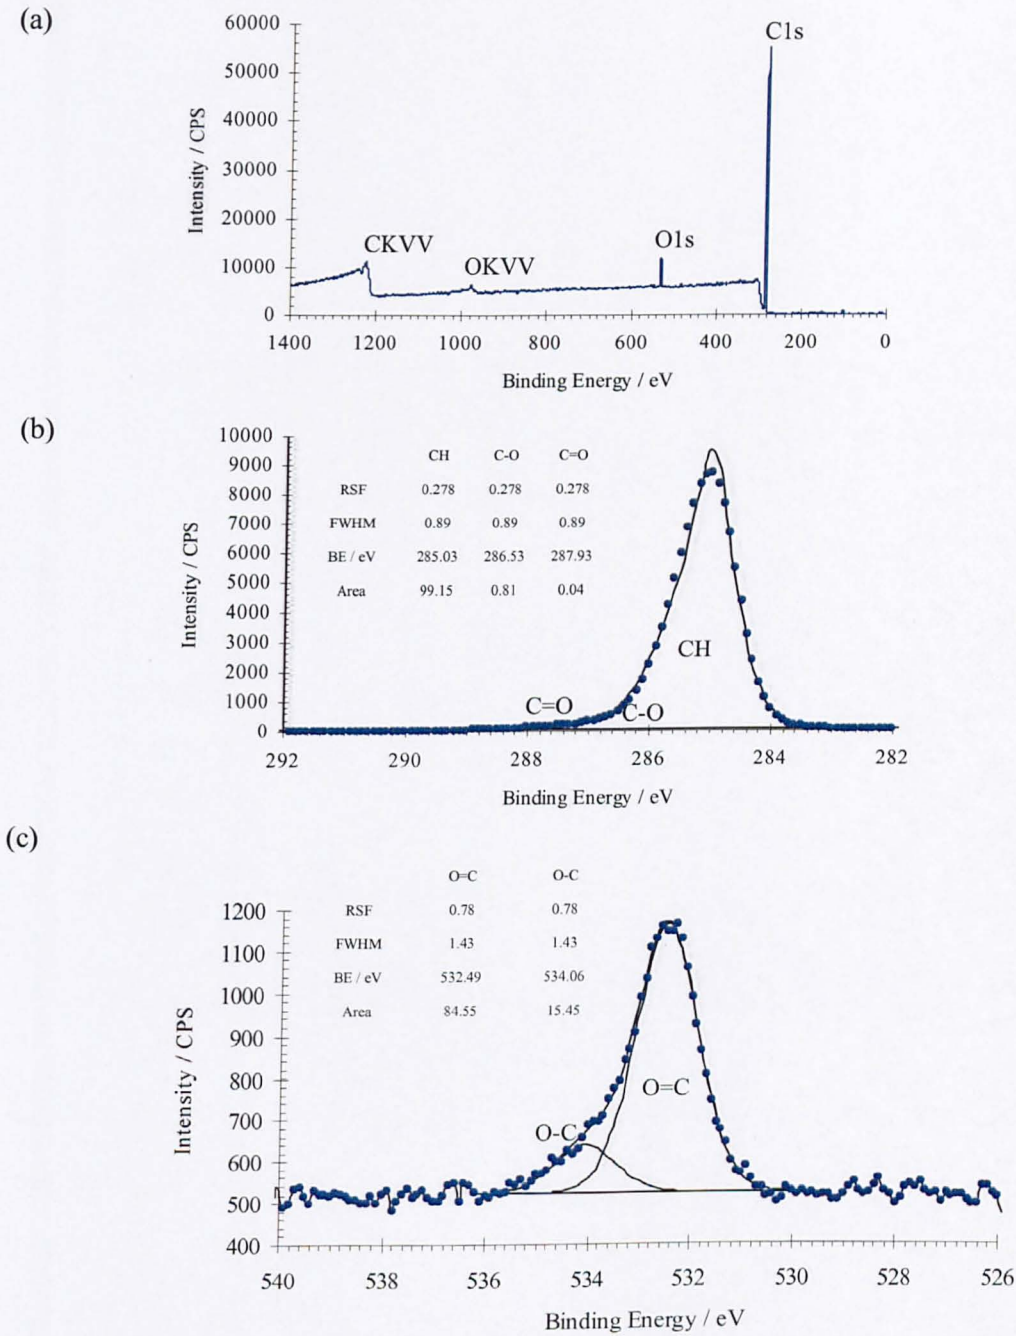 (a)
60000
50000
40000
30000
20000
10000
0
Intensity / CPS
C1s
CKVV
OKVV
O1s
1400 1200 1000 800 600 400 200 0
Binding Energy / eV
(b)
10000
9000
8000
7000
6000
5000
4000
3000
2000
1000
0
Intensity / CPS
CH C-O C=O
RSF 0.278 0.278 0.278
FWHM 0.89 0.89 0.89
BE / eV 285.03 286.53 287.93
Area 99.15 0.81 0.04
CH
C=O
C-O
292 290 288 286 284 282
Binding Energy / eV
(c)
O=C O-C
RSF 0.78 0.78
FWHM 1.43 1.43
BE / eV 532.49 534.06
Area 84.55 15.45
1200
1100
1000
900
800
700
600
500
400
Intensity / CPS
O=C
O-C
540 538 536 534 532 530 528 526
Binding Energy / eV